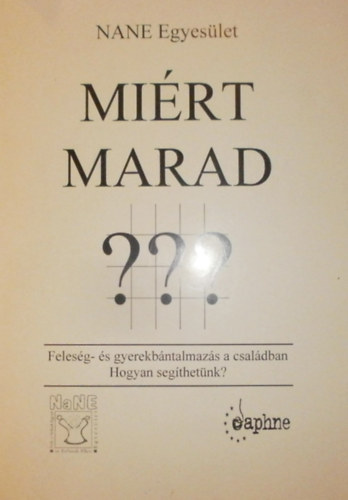 NANE Egyesület
MIÉRT
MARAD
???
Feleség- és gyerekbántalmazás a családban
Hogyan segíthetünk?
NaNE
daphne